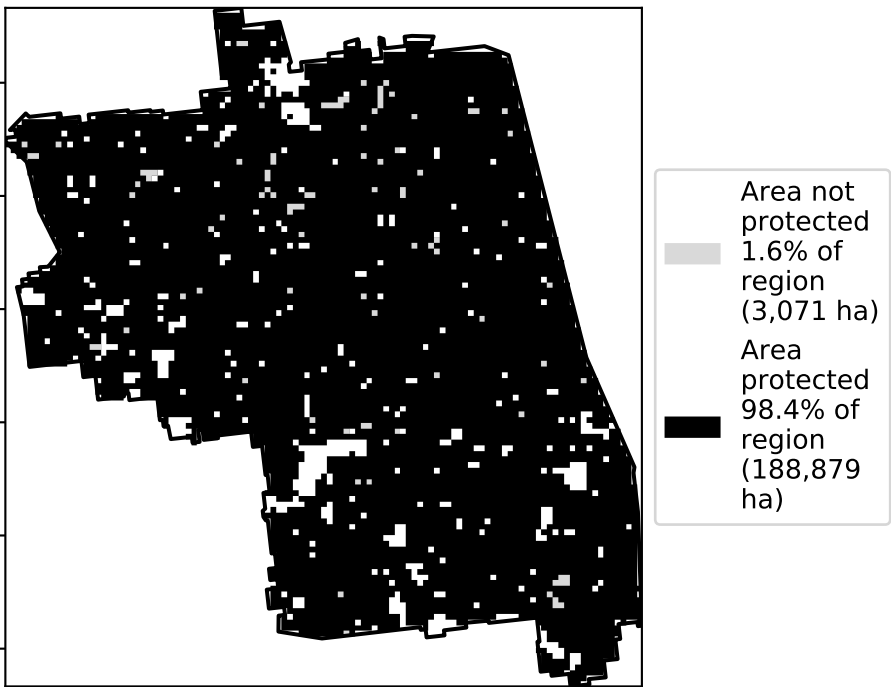 Area not
protected
1.6% of
region
(3,071 ha)
Area
protected
98.4% of
region
(188,879
ha)